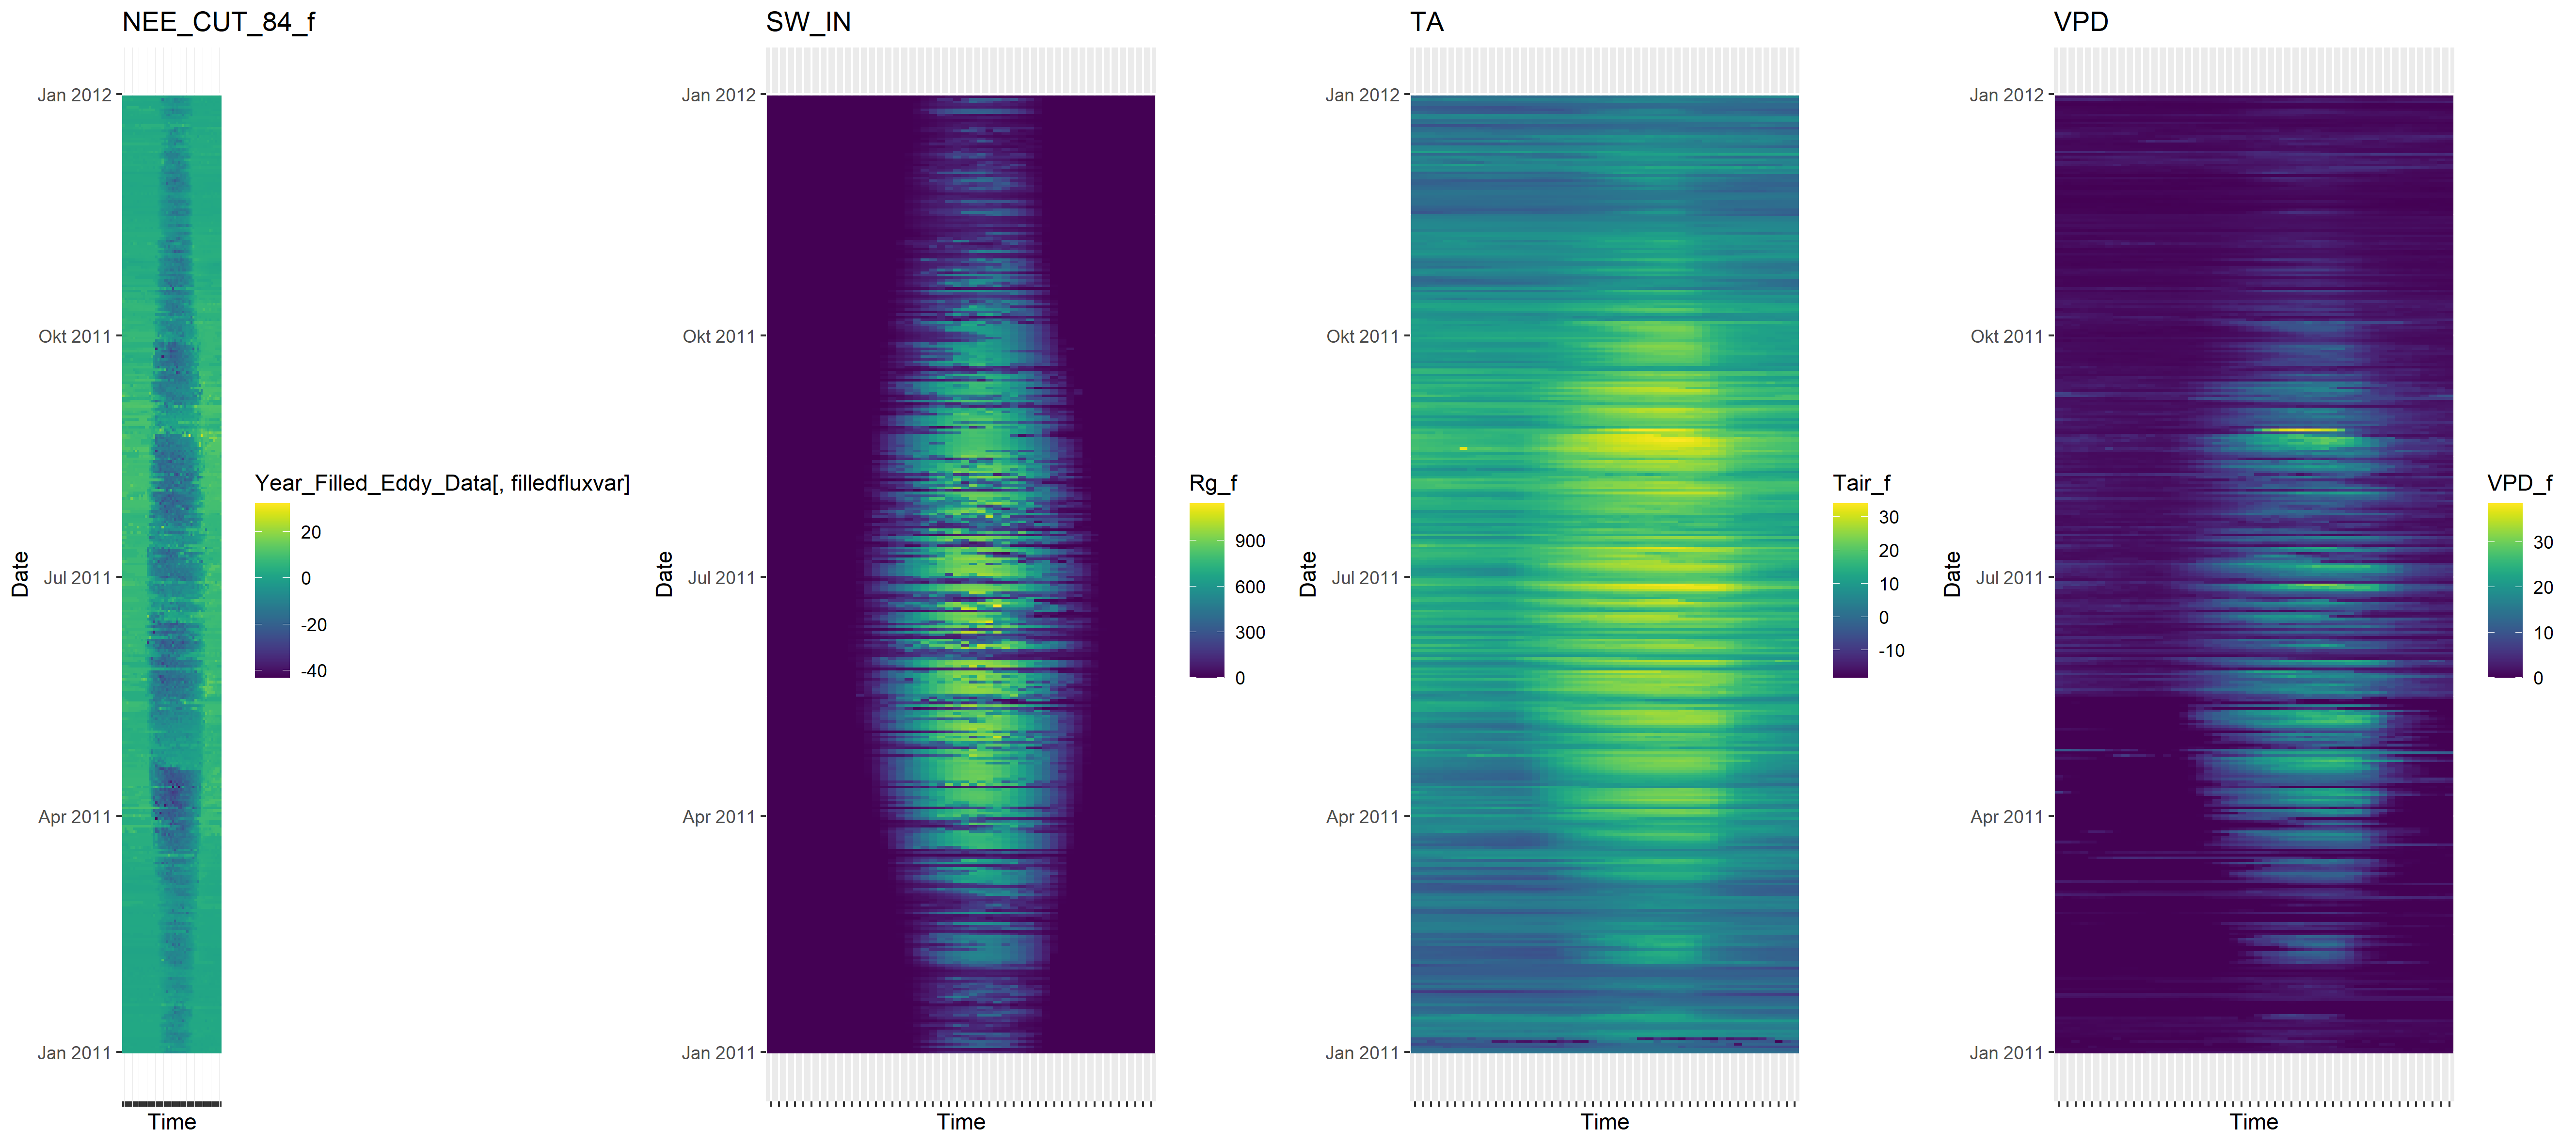 NEE_CUT_84_f
Jan 2012
Okt 2011
Jul 2011
Apr 2011
Jan 2011
Date
Time
Year_Filled_Eddy_Data[, filledfluxvar]
20
0
-20
-40
SW_IN
Jan 2012
Okt 2011
Jul 2011
Apr 2011
Jan 2011
Date
Time
Rg_f
900
600
300
0
TA
Jan 2012
Okt 2011
Jul 2011
Apr 2011
Jan 2011
Date
Time
Tair_f
30
20
10
0
-10
VPD
Jan 2012
Okt 2011
Jul 2011
Apr 2011
Jan 2011
Date
Time
VPD_f
30
20
10
0